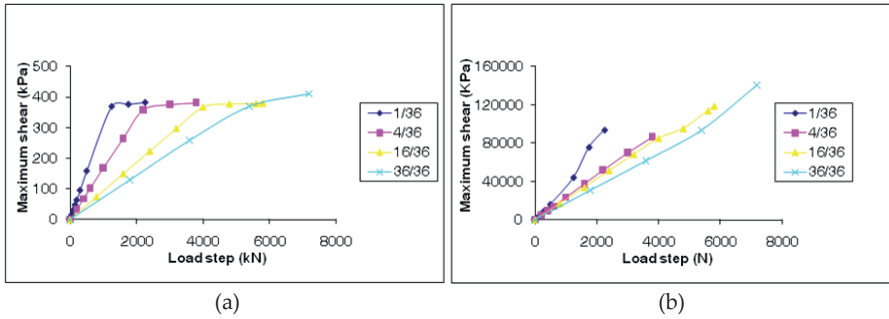 Maximum shear (kPa)
500
400
300
200
100
0
0 2000 4000 6000 8000
Load step (kN)
1/36
4/36
16/36
36/36
(a)
Maximum shear (KPa)
160000
120000
80000
40000
0
0 2000 4000 6000 8000
Load step (N)
1/36
4/36
16/36
36/36
(b)